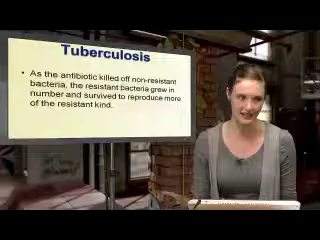 Tuberculosis
• As the antibiotic killed off non-resistant
bacteria, the resistant bacteria grew in
number and survived to reproduce more
of the resistant kind.